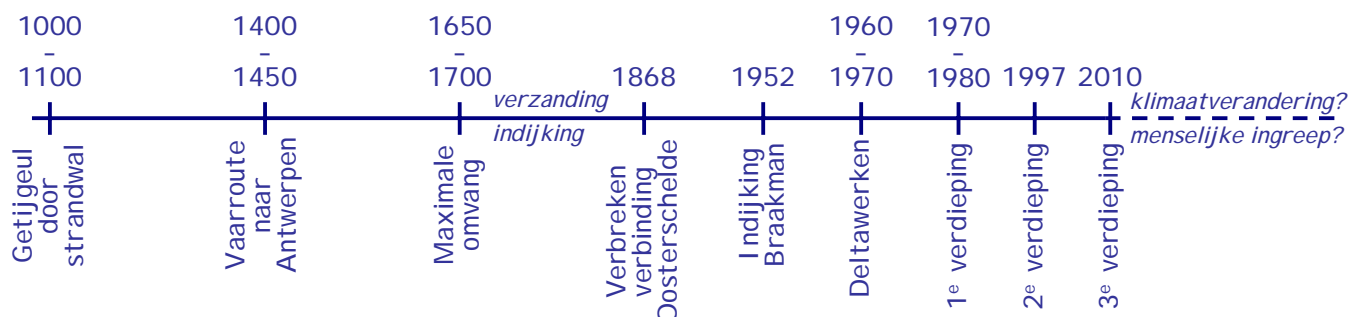 1000
–
1100
1400
–
1450
1650
–
1700
1868
1952
1960
–
1970
1970
–
1980
1997
2010
verzanding
indijking
klimaatverandering?
menselijke ingreep?
Getijgeul
door
strandwal
Vaarroute
naar
Antwerpen
Maximale
omvang
Verbreken
verbinding
Oosterschelde
Indijking
Braakman
Deltawerken
1e verdieping
2e verdieping
3e verdieping